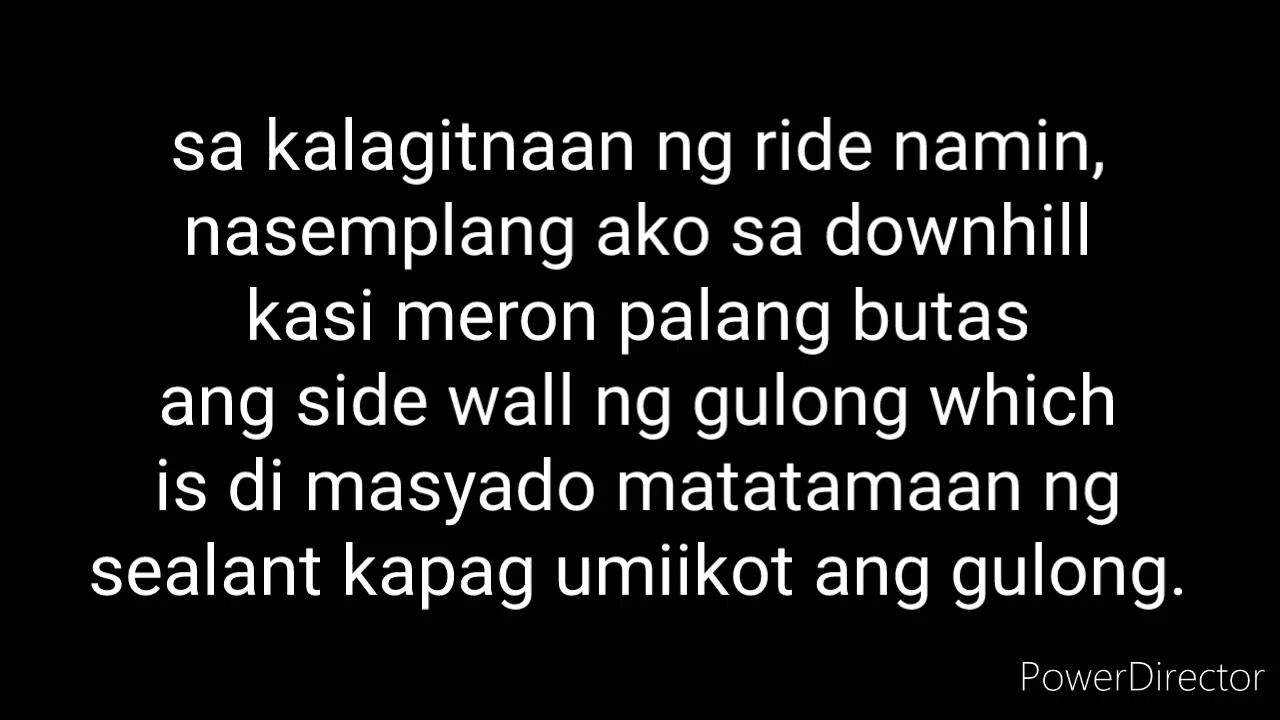 sa kalagitnaan ng ride namin,
nasemplang ako sa downhill
kasi meron palang butas
ang side wall ng gulong which
is di masyado matatamaan ng
sealant kapag umiikot ang gulong.
PowerDirector